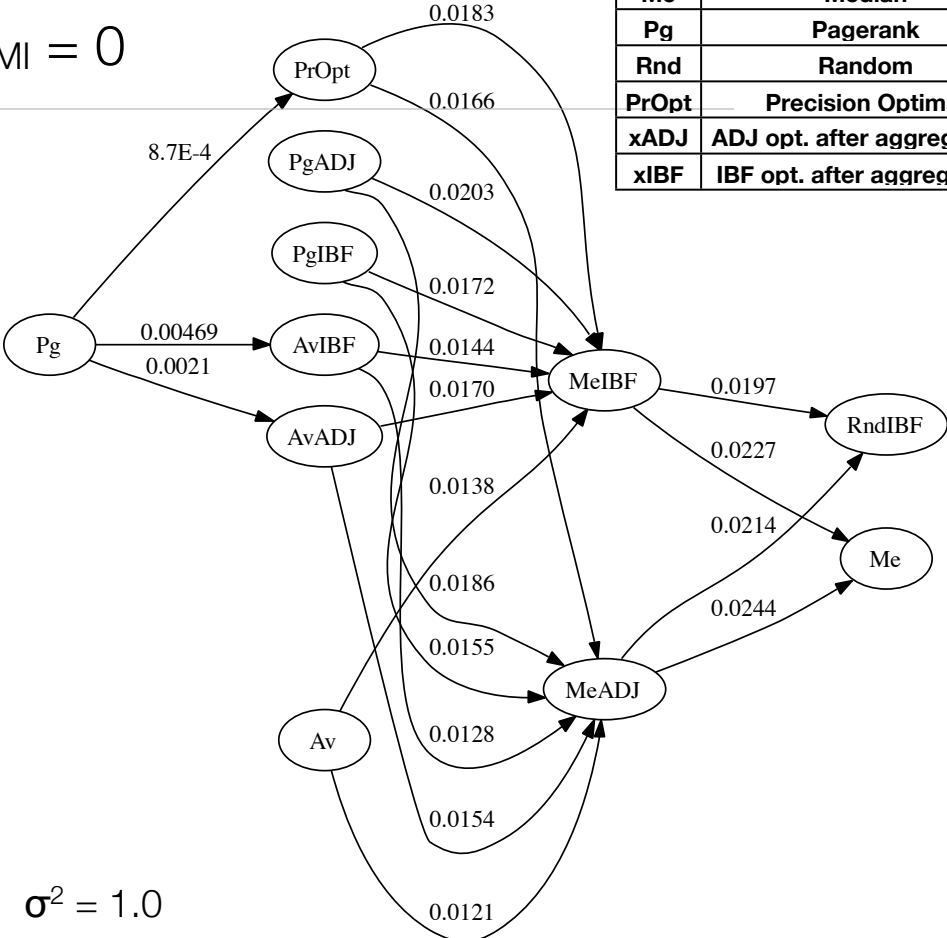 MI = 0
Me Median
Pg Pagerank
Rnd Random
PrOpt Precision Optim
xADJ ADJ opt. after aggreg
xIBF IBF opt. after aggreg
0.0183
PrOpt
0.0166
8.7E-4
PgADJ
0.0203
PgIBF
0.0172
Pg
0.00469
AvIBF
0.0144
MeIBF
0.0021
0.0170
0.0197
AvADJ
RndIBF
0.0227
0.0138
0.0214
Me
0.0186
0.0244
0.0155
MeADJ
Av
0.0128
0.0154
σ² = 1.0
0.0121